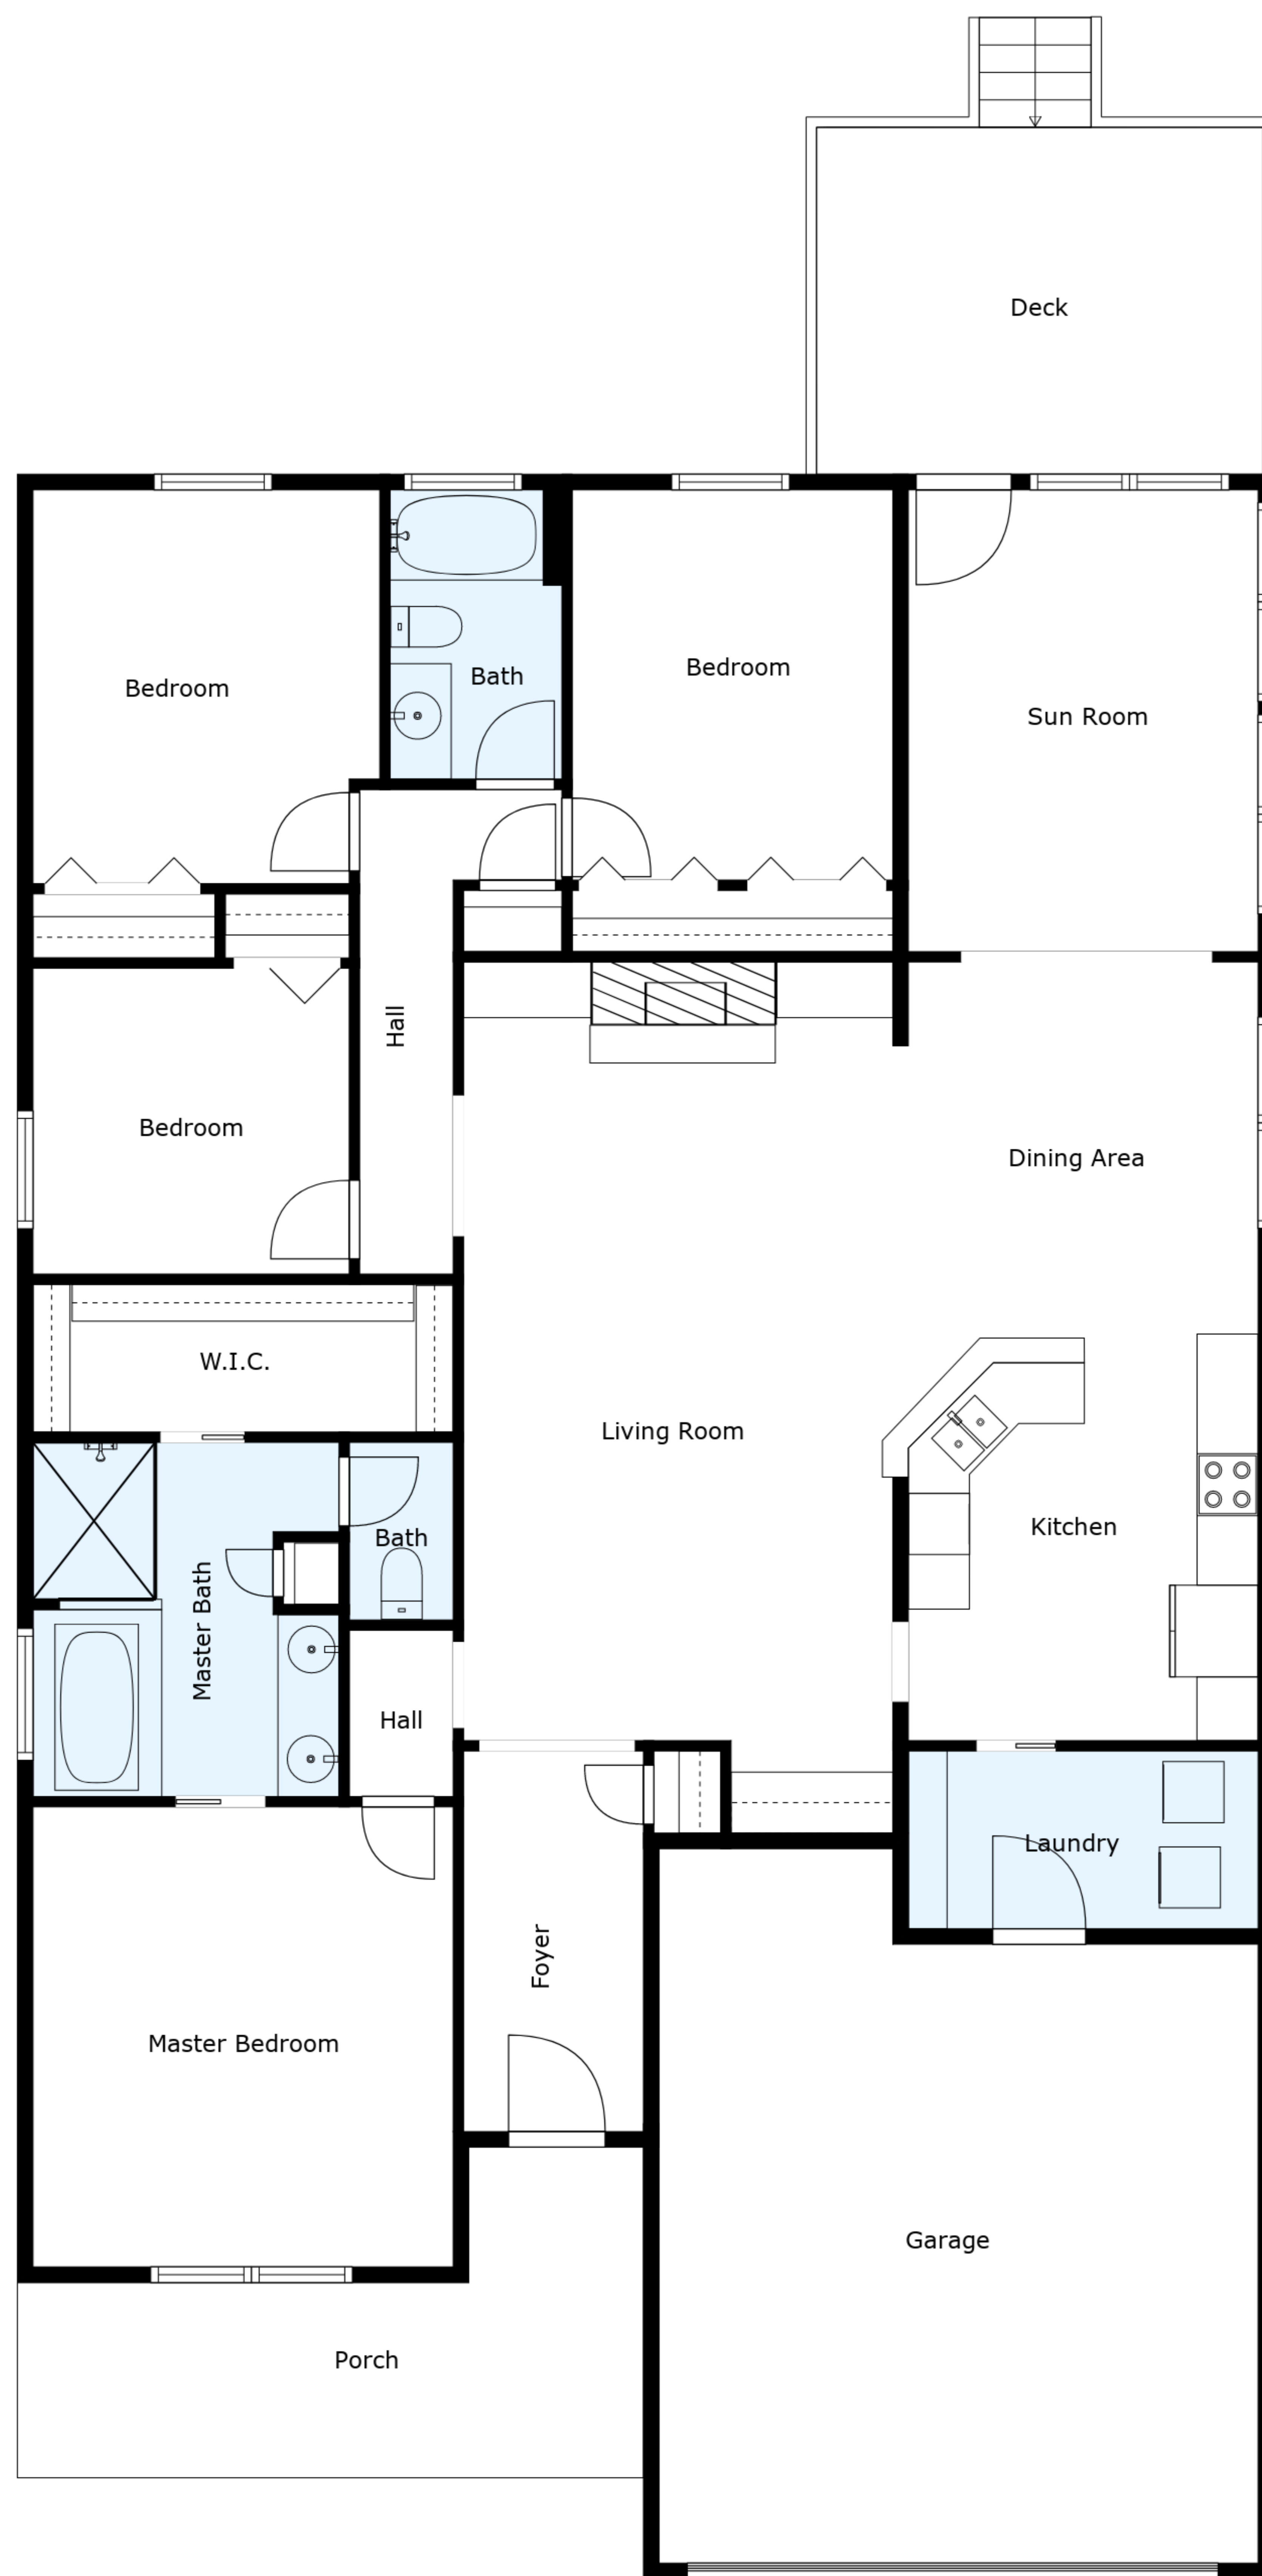 Deck
Bedroom
Bath
Bedroom
Sun Room
Hall
Bedroom
Dining Area
W.I.C.
Living Room
Kitchen
Bath
Master Bath
Hall
Laundry
Foyer
Master Bedroom
Garage
Porch